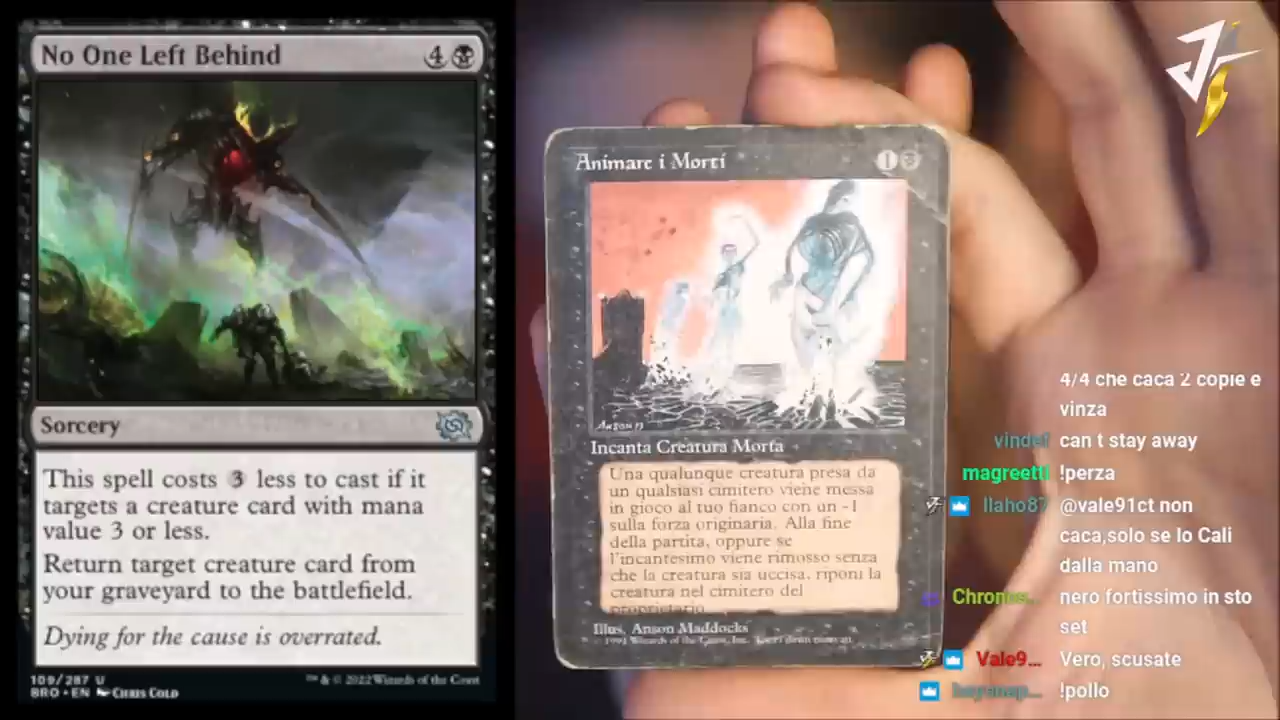 No One Left Behind
4
Sorcery
This spell costs 3 less to cast if it
targets a creature card with mana
value 3 or less.
Return target creature card from
your graveyard to the battlefield.
Dying for the cause is overrated.
109/287 U
BRO • EN CHRIS COLD
™ & © 2022 Wizards of the Coast
Animare i Morti
1
Incanta Creatura Morta
Una qualunque creatura presa da
un qualsiasi cimitero viene messa
in gioco al tuo fianco con un -1
sulla forza originaria. Alla fine
della partita, oppure se
l'incantesimo viene rimosso senza
che la creatura sia uccisa, riponi la
creatura nel cimitero del
proprietario
Illus. Anson Maddocks
4/4 che caca 2 copie e
vinza
vindef can t stay away
magreetti !perza
llaho87 @vale91ct non
caca,solo se lo Cali
dalla mano
Chronos... nero fortissimo in sto
set
Vale9... Vero, scusate
!pollo